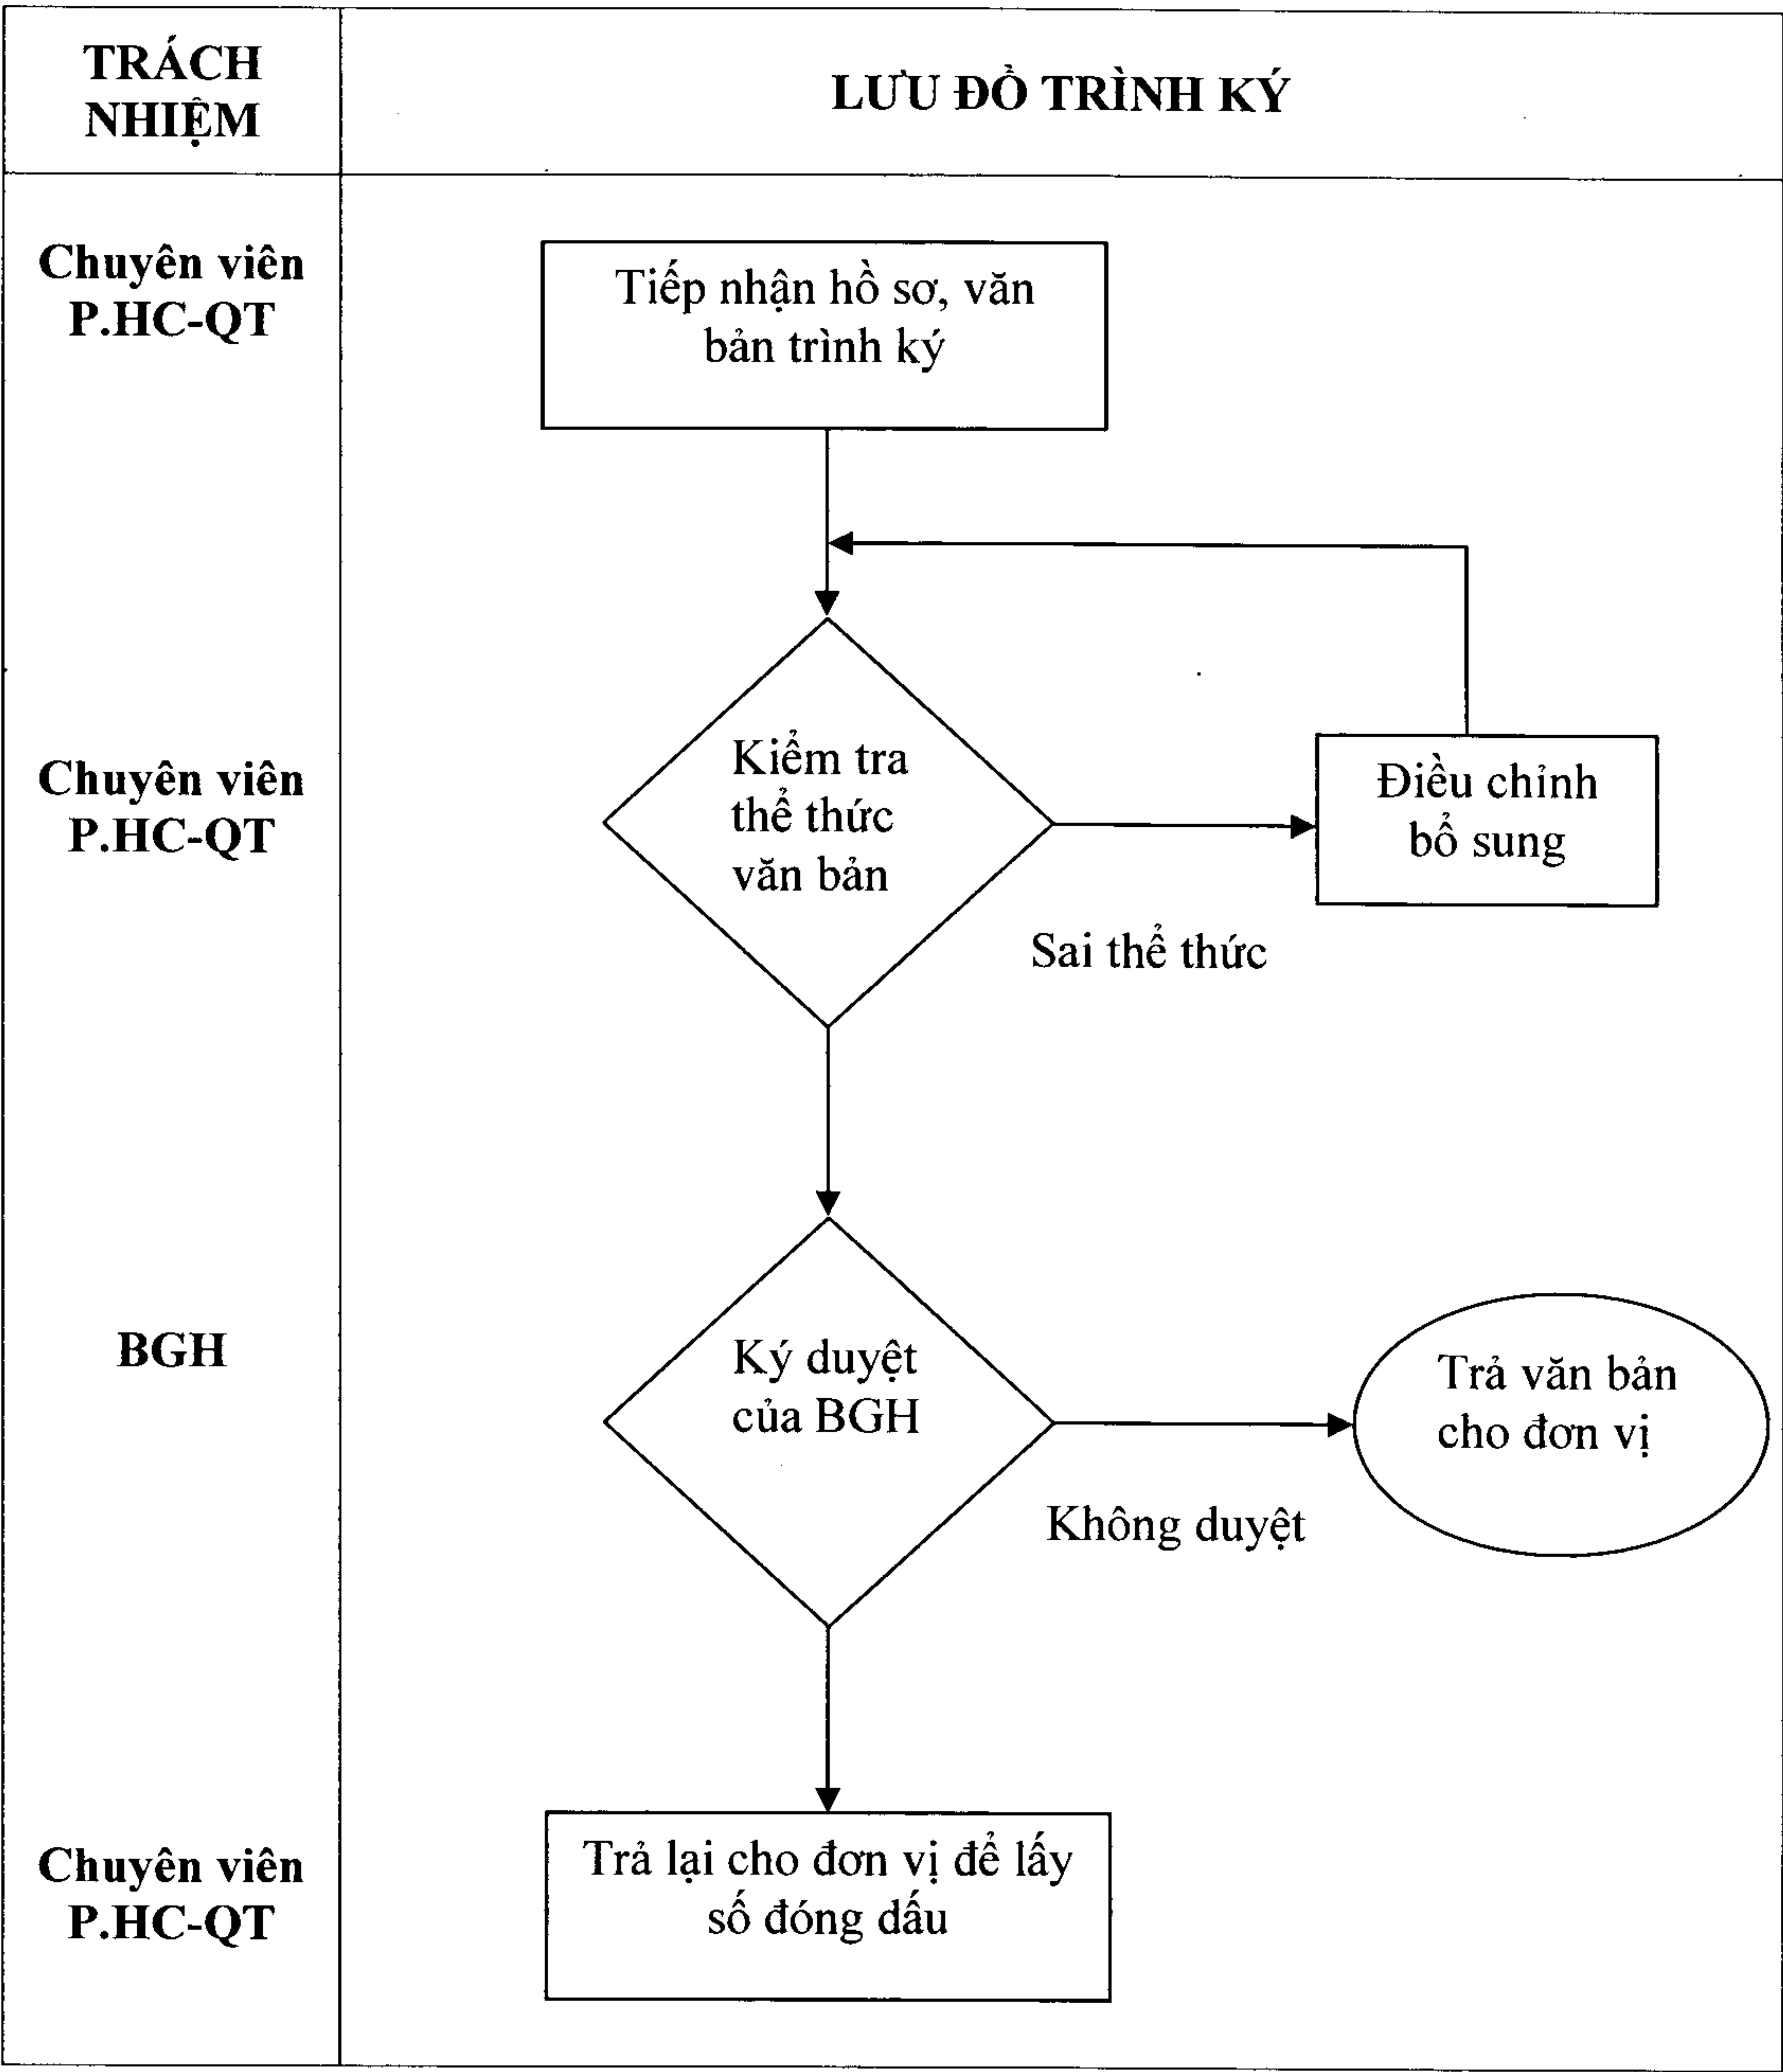 TRÁCH
NHIỆM
LƯU ĐỒ TRÌNH KÝ
Chuyên viên
P.HC-QT
Tiếp nhận hồ sơ, văn
bản trình ký
Chuyên viên
P.HC-QT
Kiểm tra
thể thức
văn bản
Điều chỉnh
bổ sung
Sai thể thức
BGH
Ký duyệt
của BGH
Trả văn bản
cho đơn vị
Không duyệt
Chuyên viên
P.HC-QT
Trả lại cho đơn vị để lấy
số đóng dấu